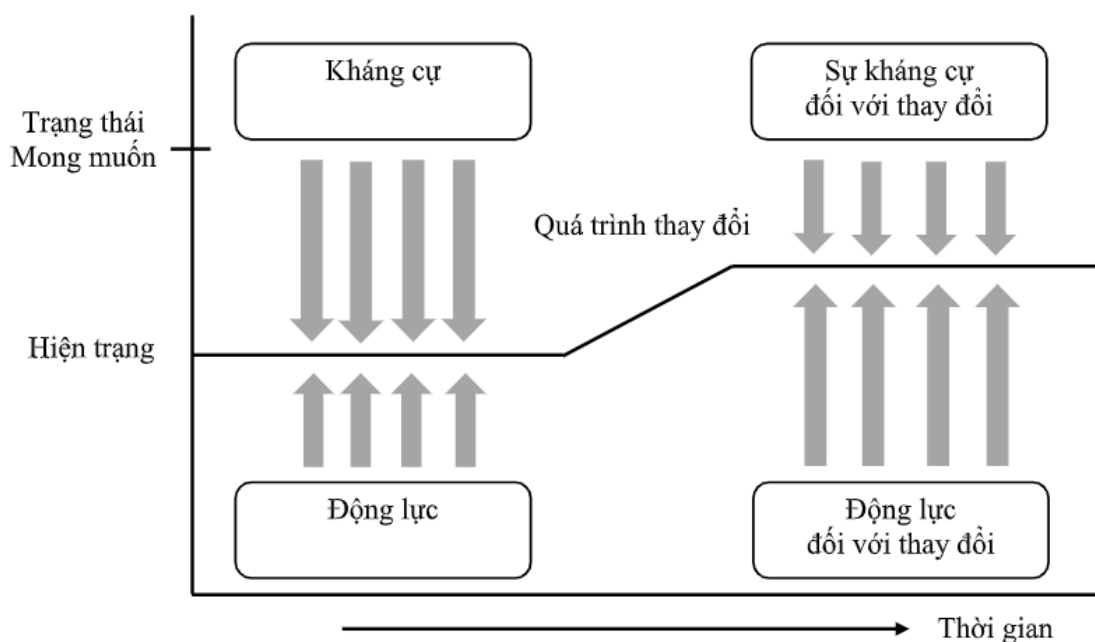 Kháng cự
Sự kháng cự
đối với thay đổi
Trạng thái
Mong muốn
Quá trình thay đổi
Hiện trạng
Động lực
Động lực
đối với thay đổi
Thời gian